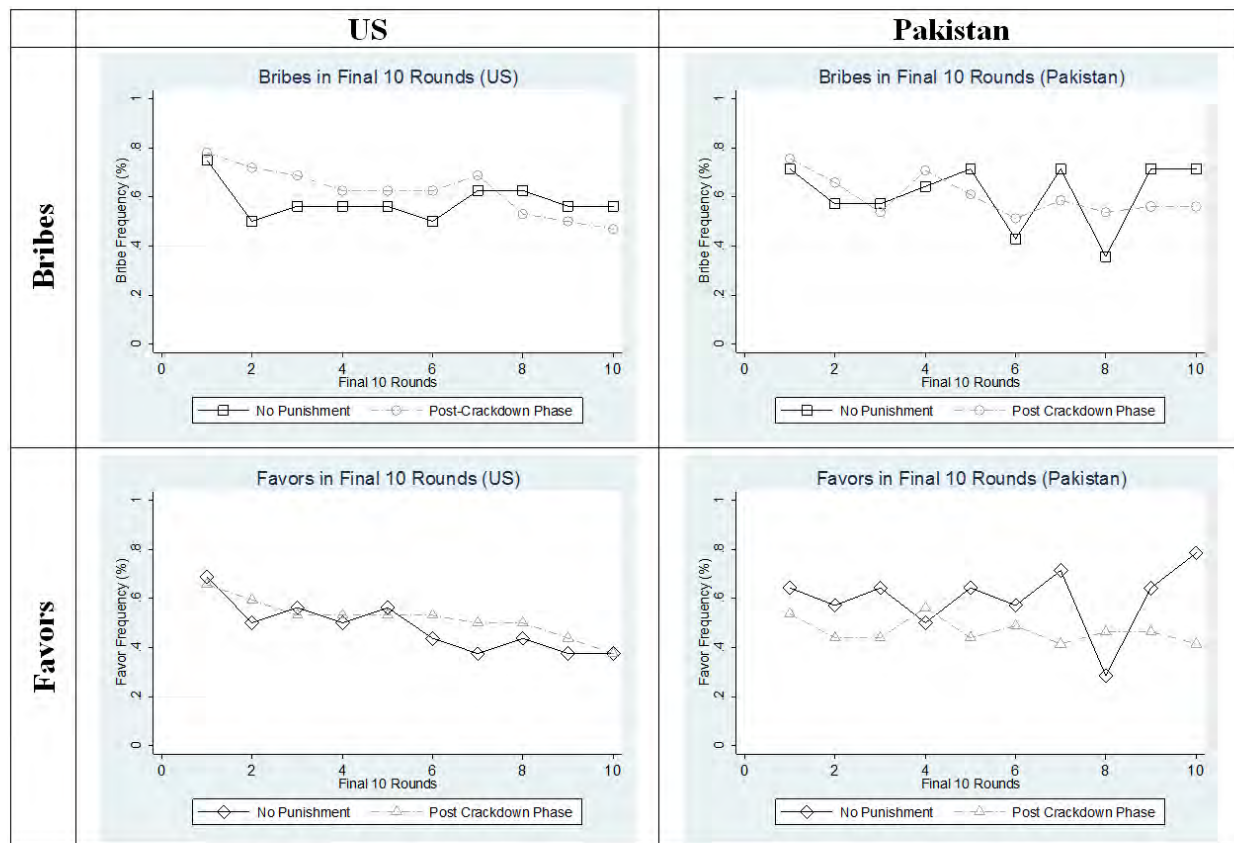 US
Pakistan
Bribes
Bribes in Final 10 Rounds (US)
Bribe Frequency (%)
1
.8
.6
.4
.2
0
0 2 4 6 8 10
Final 10 Rounds
No Punishment Post-Crackdown Phase
Bribes in Final 10 Rounds (Pakistan)
Bribe Frequency (%)
1
.8
.6
.4
.2
0
0 2 4 6 8 10
Final 10 Rounds
No Punishment Post Crackdown Phase
Favors
Favors in Final 10 Rounds (US)
Favor Frequency (%)
1
.8
.6
.4
.2
0
0 2 4 6 8 10
Final 10 Rounds
No Punishment Post Crackdown Phase
Favors in Final 10 Rounds (Pakistan)
Favor Frequency (%)
1
.8
.6
.4
.2
0
0 2 4 6 8 10
Final 10 Rounds
No Punishment Post Crackdown Phase